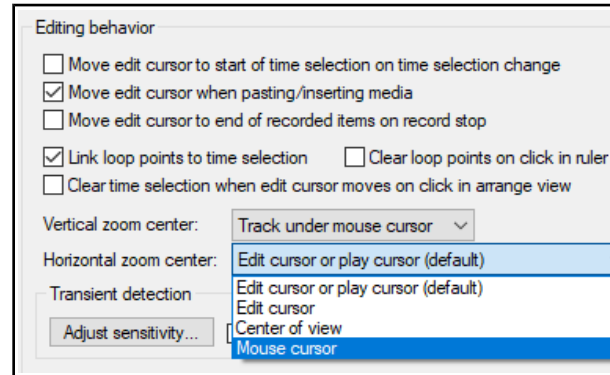 Editing behavior
Move edit cursor to start of time selection on time selection change
Move edit cursor when pasting/inserting media
Move edit cursor to end of recorded items on record stop
Link loop points to time selection Clear loop points on click in ruler
Clear time selection when edit cursor moves on click in arrange view
Vertical zoom center: Track under mouse cursor
Horizontal zoom center: Edit cursor or play cursor (default)
Transient detection Edit cursor or play cursor (default)
Edit cursor
Adjust sensitivity... Center of view
Mouse cursor